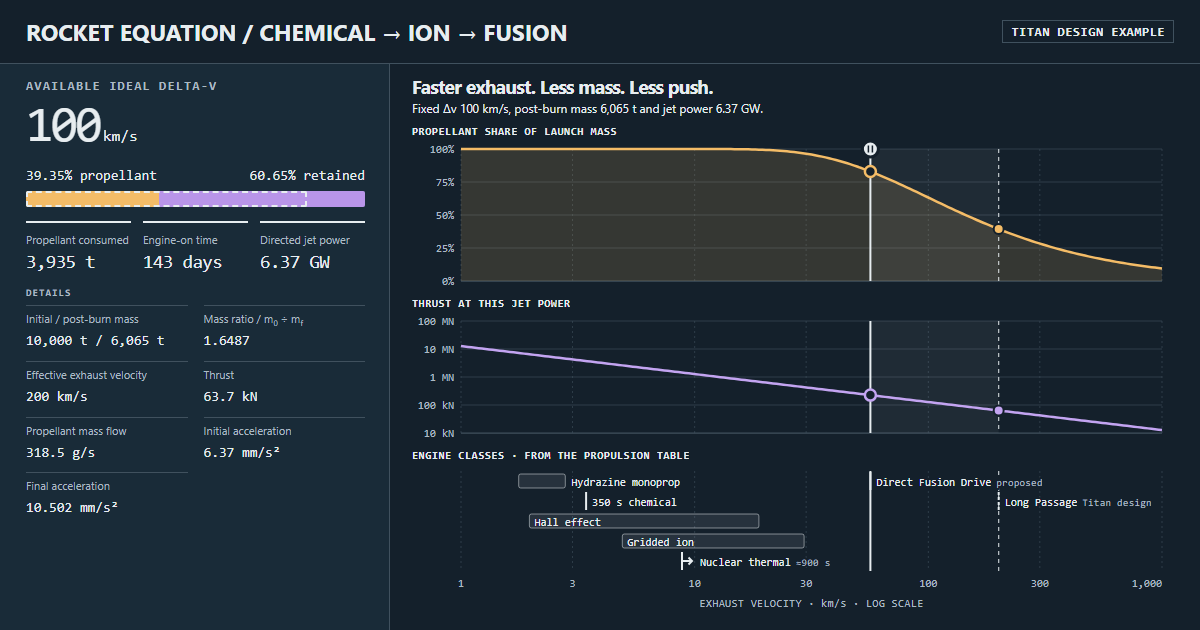 ROCKET EQUATION / CHEMICAL → ION → FUSION
TITAN DESIGN EXAMPLE
AVAILABLE IDEAL DELTA-V
100 km/s
39.35% propellant
60.65% retained
Propellant consumed
3,935 t
Engine-on time
143 days
Directed jet power
6.37 GW
DETAILS
Initial / post-burn mass
10,000 t / 6,065 t
Mass ratio / m₀ ÷ m_f
1.6487
Effective exhaust velocity
200 km/s
Thrust
63.7 kN
Propellant mass flow
318.5 g/s
Initial acceleration
6.37 mm/s²
Final acceleration
10.502 mm/s²
Faster exhaust. Less mass. Less push.
Fixed Δv 100 km/s, post-burn mass 6,065 t and jet power 6.37 GW.
PROPELLANT SHARE OF LAUNCH MASS
100%
75%
50%
25%
0%
THRUST AT THIS JET POWER
100 MN
10 MN
1 MN
100 kN
10 kN
ENGINE CLASSES · FROM THE PROPULSION TABLE
Hydrazine monoprop
Direct Fusion Drive proposed
350 s chemical
Long Passage Titan design
Hall effect
Gridded ion
Nuclear thermal ≈900 s
1 3 10 30 100 300 1,000
EXHAUST VELOCITY · km/s · LOG SCALE